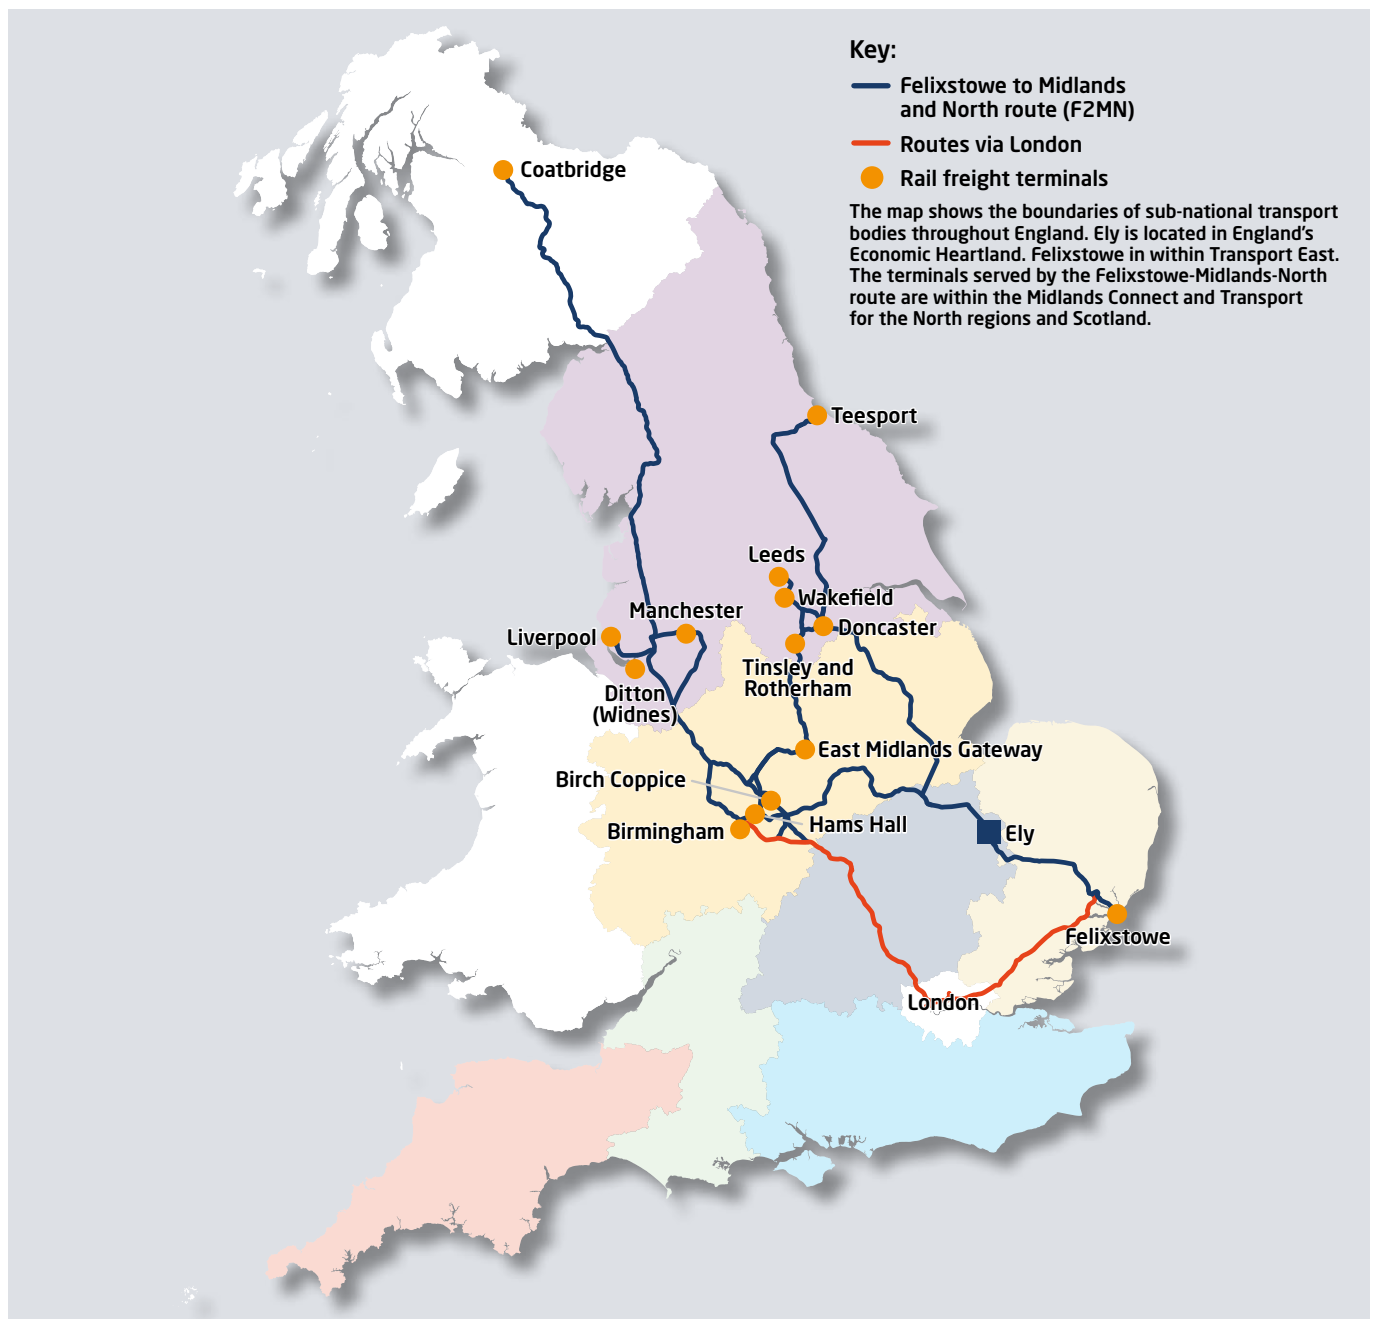 Key:
Felixstowe to Midlands
and North route (F2MN)
Routes via London
Rail freight terminals
The map shows the boundaries of sub-national transport
bodies throughout England. Ely is located in England's
Economic Heartland. Felixstowe in within Transport East.
The terminals served by the Felixstowe-Midlands-North
route are within the Midlands Connect and Transport
for the North regions and Scotland.
Coatbridge
Teesport
Leeds
Wakefield
Manchester
Doncaster
Liverpool
Tinsley and
Rotherham
Ditton
(Widnes)
East Midlands Gateway
Birch Coppice
Hams Hall
Birmingham
Ely
Felixstowe
London